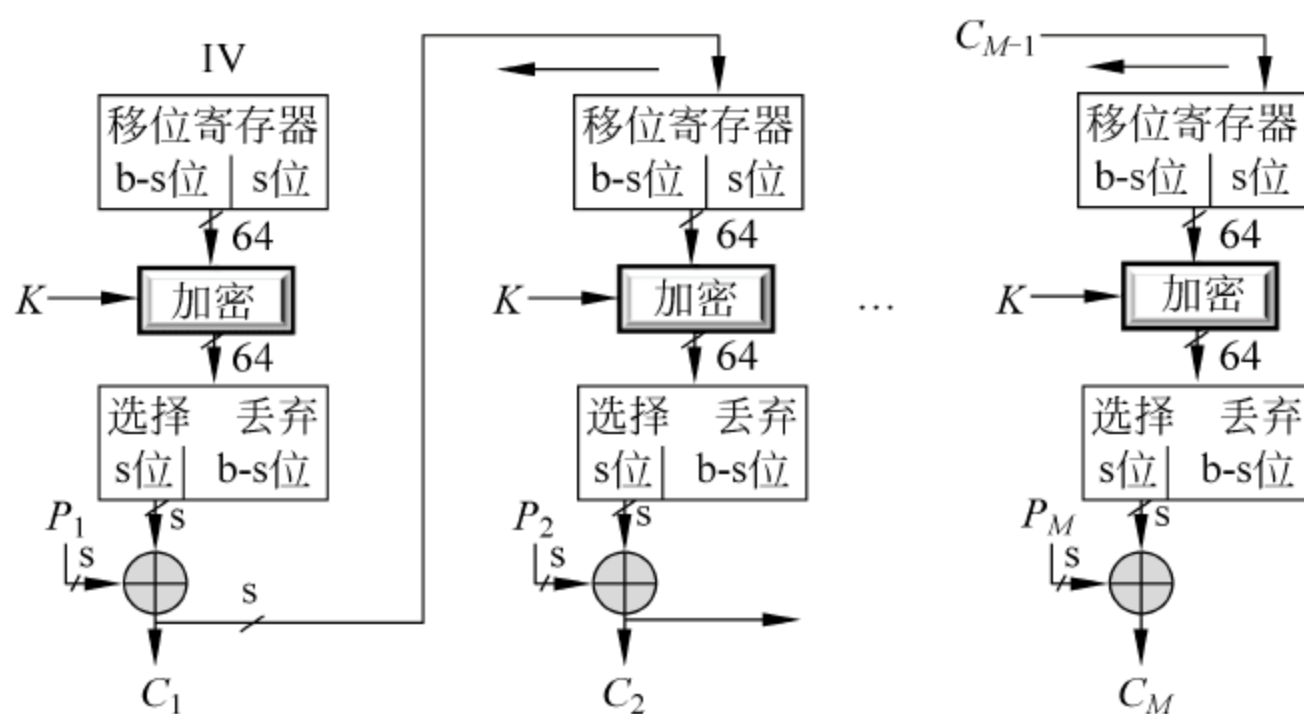 IV
C_{M-1}
移位寄存器 移位寄存器 移位寄存器
b-s位 s位 b-s位 s位 b-s位 s位
64 64 64
K 加密 K 加密 … K 加密
64 64 64
选择 丢弃 选择 丢弃 选择 丢弃
s位 b-s位 s位 b-s位 s位 b-s位
P₁ s P₂ s P_M s
s s s
s
C₁ C₂ C_M